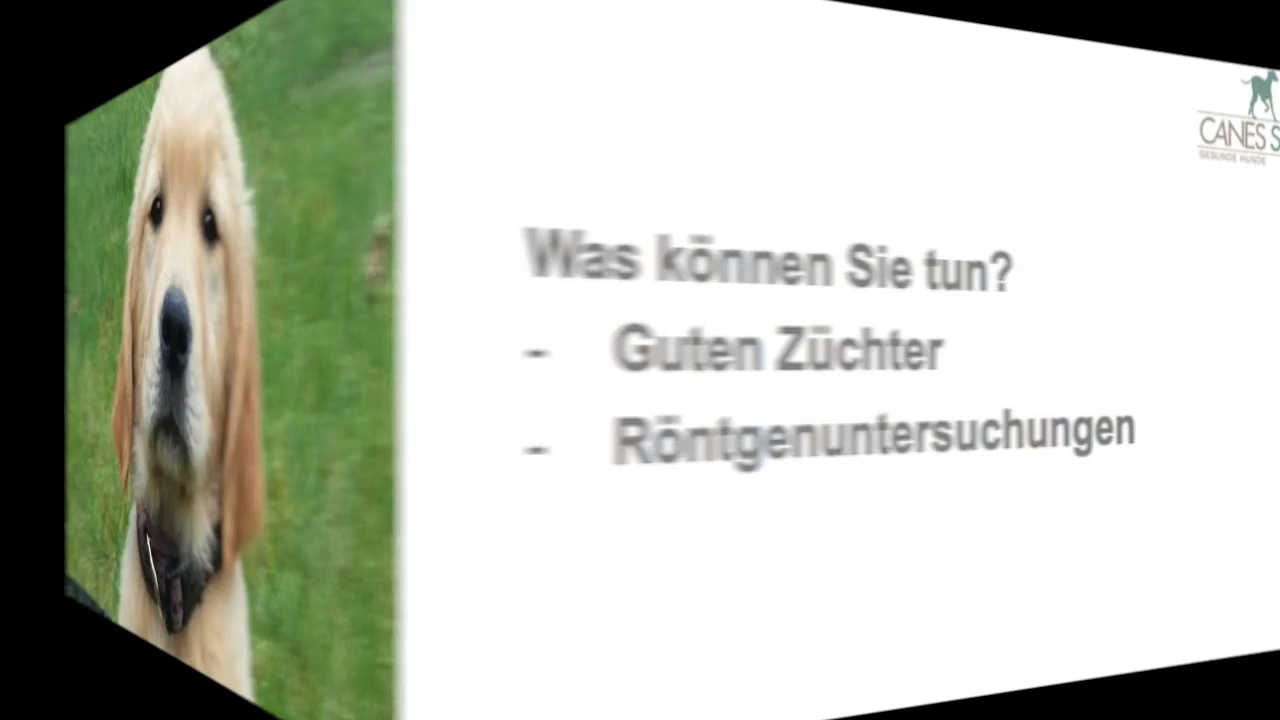 CANES S
GESUNDE HUNDE
Was können Sie tun?
- Guten Züchter
- Röntgenuntersuchungen